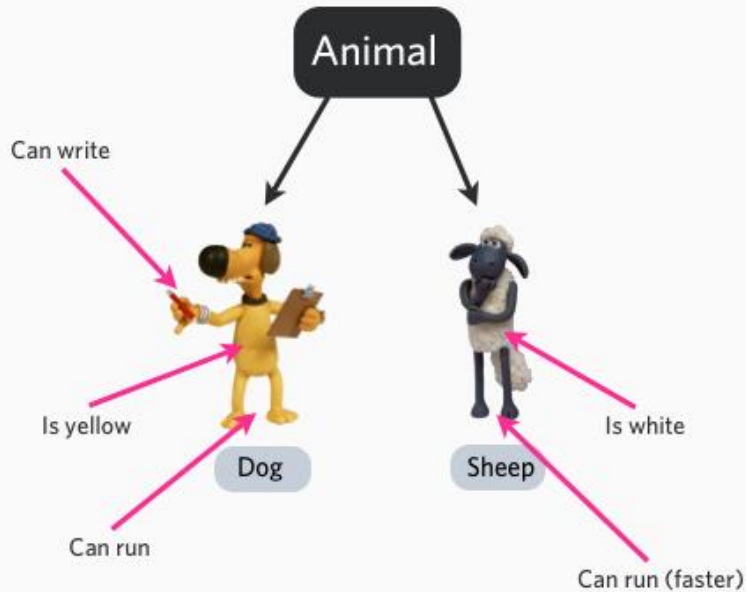 Animal
Can write
Is yellow
Is white
Dog
Sheep
Can run
Can run (faster)